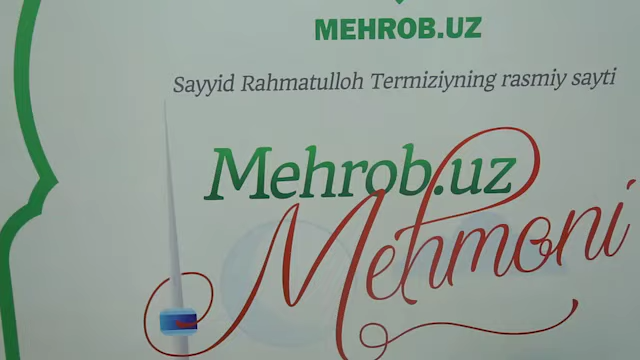 MEHROB.UZ
Sayyid Rahmatulloh Termiziyning rasmiy sayti
Mehrob.uz
Mehmoni